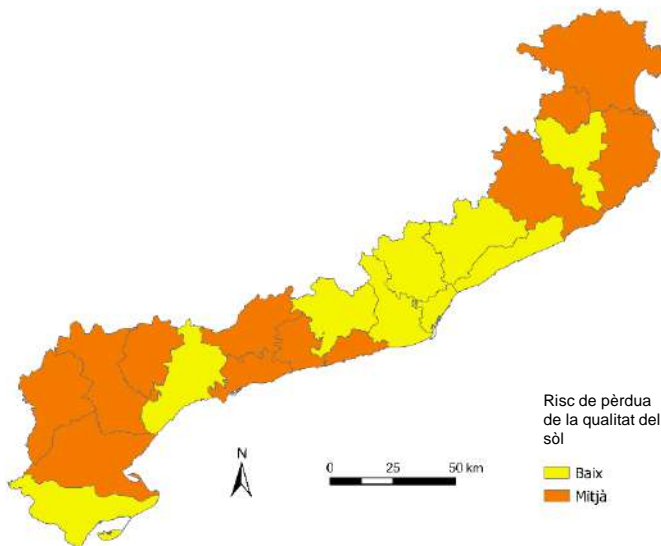 Risc de pèrdua
de la qualitat del
sòl
Baix
Mitjà
N
0 25 50 km